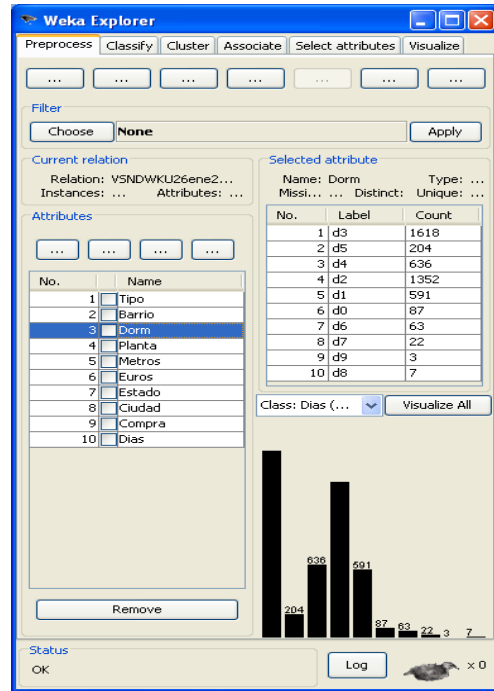 Weka Explorer
Preprocess Classify Cluster Associate Select attributes Visualize
... ... ... ... ... ... ...
Filter
Choose None Apply
Current relation
Relation: VSNDWKU26ene2...
Instances: ... Attributes: ...
Selected attribute
Name: Dorm Type: ...
Missi... ... Distinct: Unique: ...
No. Label Count
1 d3 1618
2 d5 204
3 d4 636
4 d2 1352
5 d1 591
6 d0 87
7 d6 63
8 d7 22
9 d9 3
10 d8 7
Attributes
... ... ... ...
No. Name
1 Tipo
2 Barrio
3 Dorm
4 Planta
5 Metros
6 Euros
7 Estado
8 Ciudad
9 Compra
10 Dias
Remove
Class: Dias (... Visualize All
204 636 591 87 63 22 3 7
Status
OK
Log x 0